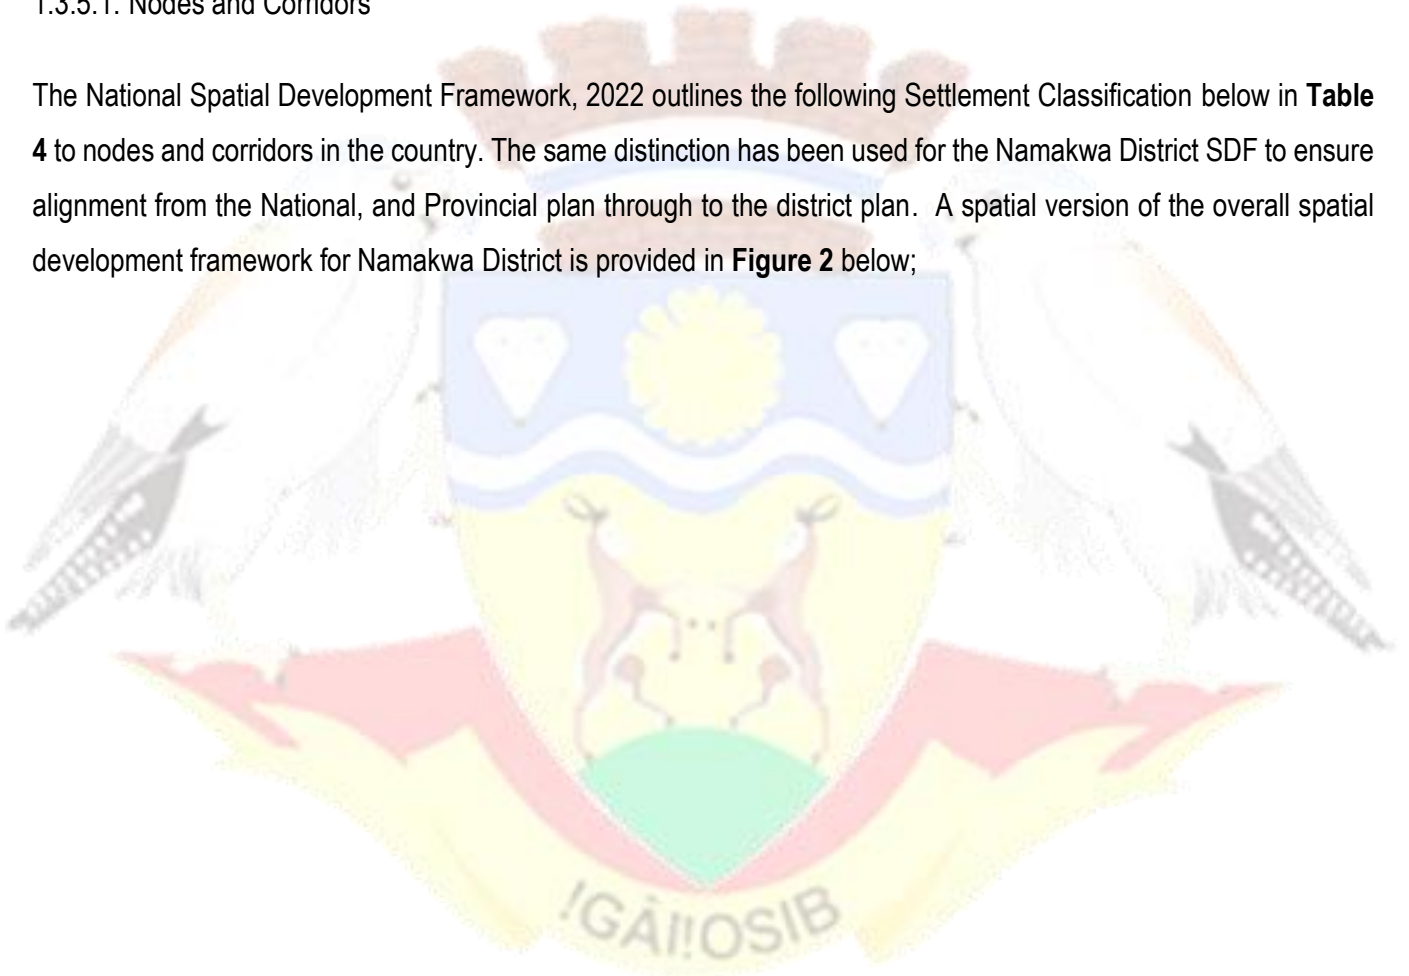 1.3.5.1. Nodes and Corridors
The National Spatial Development Framework, 2022 outlines the following Settlement Classification below in Table
4 to nodes and corridors in the country. The same distinction has been used for the Namakwa District SDF to ensure
alignment from the National, and Provincial plan through to the district plan. A spatial version of the overall spatial
development framework for Namakwa District is provided in Figure 2 below;
!GÂI!!OSIB